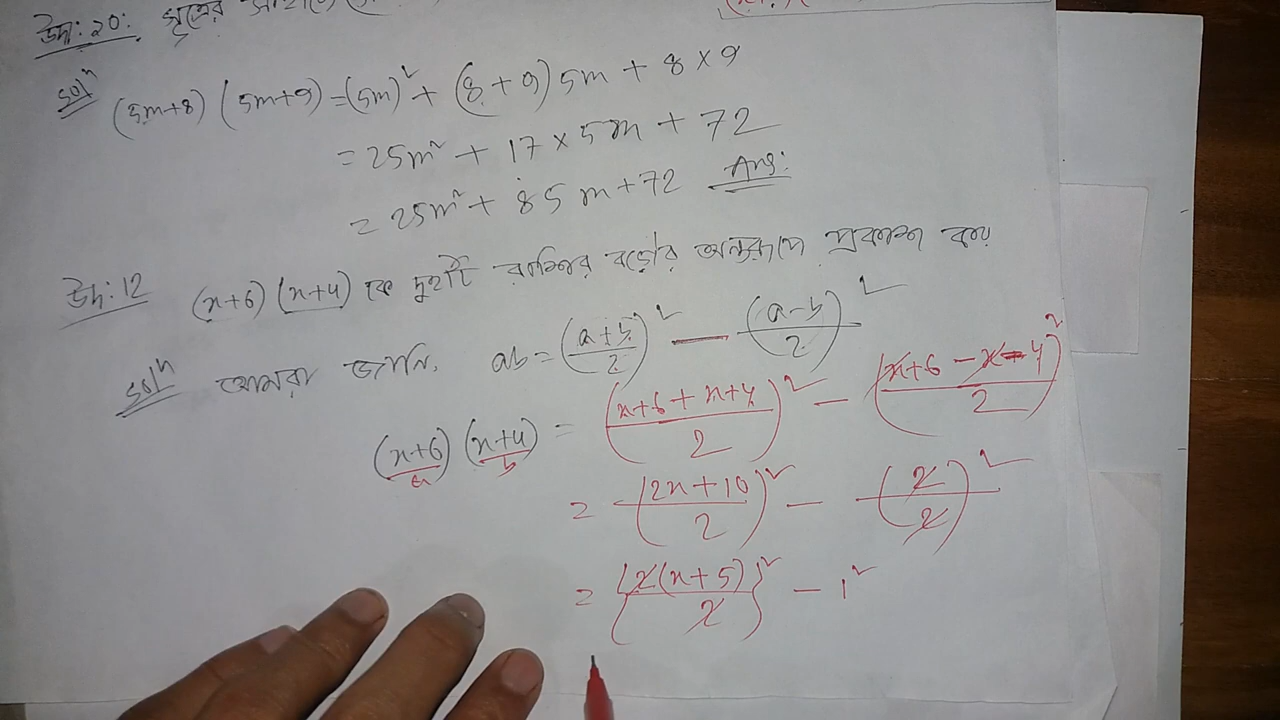 উদা: ২০: সূত্রের সাহায্যে
Solⁿ
(5m+8) (5m+9) = (5m)² + (8+9) 5m + 8 × 9
= 25m² + 17 × 5m + 72
= 25m² + 85m + 72 Ans:
উদা: 12 (x+6) (x+4) কে দুইটি রাশির বর্গের অন্তররূপে প্রকাশ কর
Solⁿ আমরা জানি, ab = ((a+b)/2)² − ((a-b)/2)²
(x+6) (x+4) = ((x+6+x+4)/2)² − ((x+6-x-4)/2)²
a b
= ((2x+10)/2)² − (2/2)²
= {2(x+5)/2}² − 1²